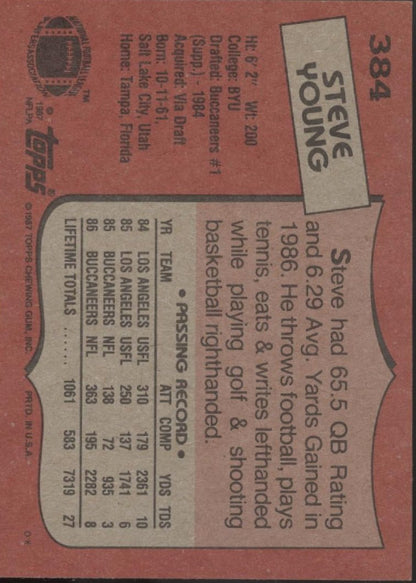 384
STEVE
YOUNG
Ht: 6' 2" Wt: 200
College: BYU
Drafted: Buccaneers #1
(Supp.) - 1984
Acquired: Via Draft
Born: 10-11-61,
Salt Lake City, Utah
Home: Tampa, Florida
™
© 1987
NFLPA
topps®
© 1987 TOPPS CHEWING GUM, INC.
PRTD. IN U.S.A.
Steve had 65.5 QB Rating
and 6.29 Avg. Yards Gained in
1986. He throws football, plays
tennis, eats & writes lefthanded
while playing golf & shooting
basketball righthanded.
• PASSING RECORD •
YR TEAM ATT COMP YDS TDS
84 LOS ANGELES USFL 310 179 2361 10
85 LOS ANGELES USFL 250 137 1741 6
85 BUCCANEERS NFL 138 72 935 3
86 BUCCANEERS NFL 363 195 2282 8
LIFETIME TOTALS ....... 1061 583 7319 27